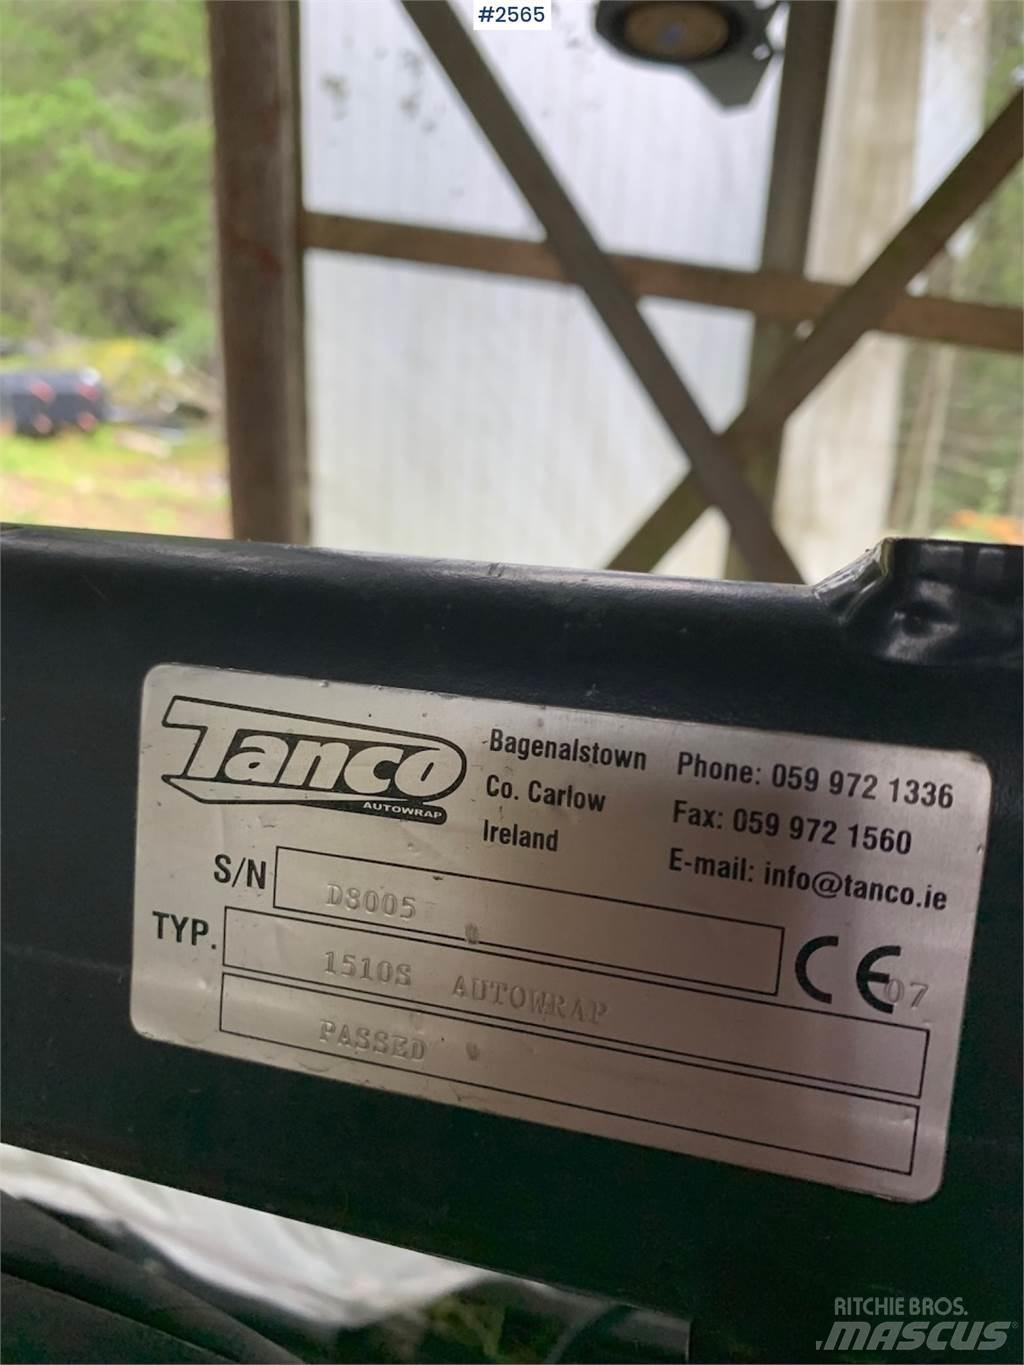 #2565
Tanco
AUTOWRAP
Bagenalstown
Co. Carlow
Ireland
Phone: 059 972 1336
Fax: 059 972 1560
E-mail: info@tanco.ie
S/N
D8005
TYP.
1510S AUTOWRAP
PASSED
CE 07
RITCHIE BROS.
MASCUS